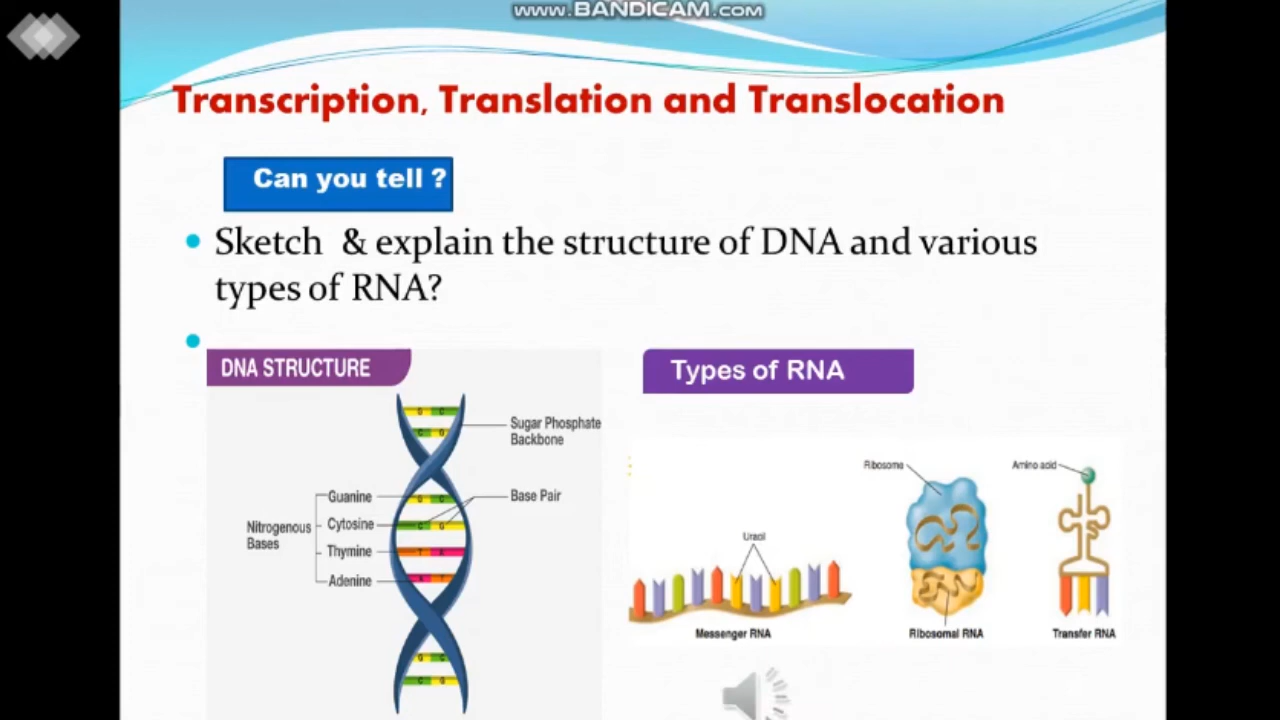 www.BANDICAM.com
Transcription, Translation and Translocation
Can you tell ?
Sketch & explain the structure of DNA and various
types of RNA?
DNA STRUCTURE
G C
C G
Sugar Phosphate
Backbone
Nitrogenous
Bases
Guanine
Cytosine
Thymine
Adenine
G C
C G
T A
A T
Base Pair
G C
C G
Types of RNA
Uracil
Messenger RNA
Ribosome
Ribosomal RNA
Amino acid
Transfer RNA